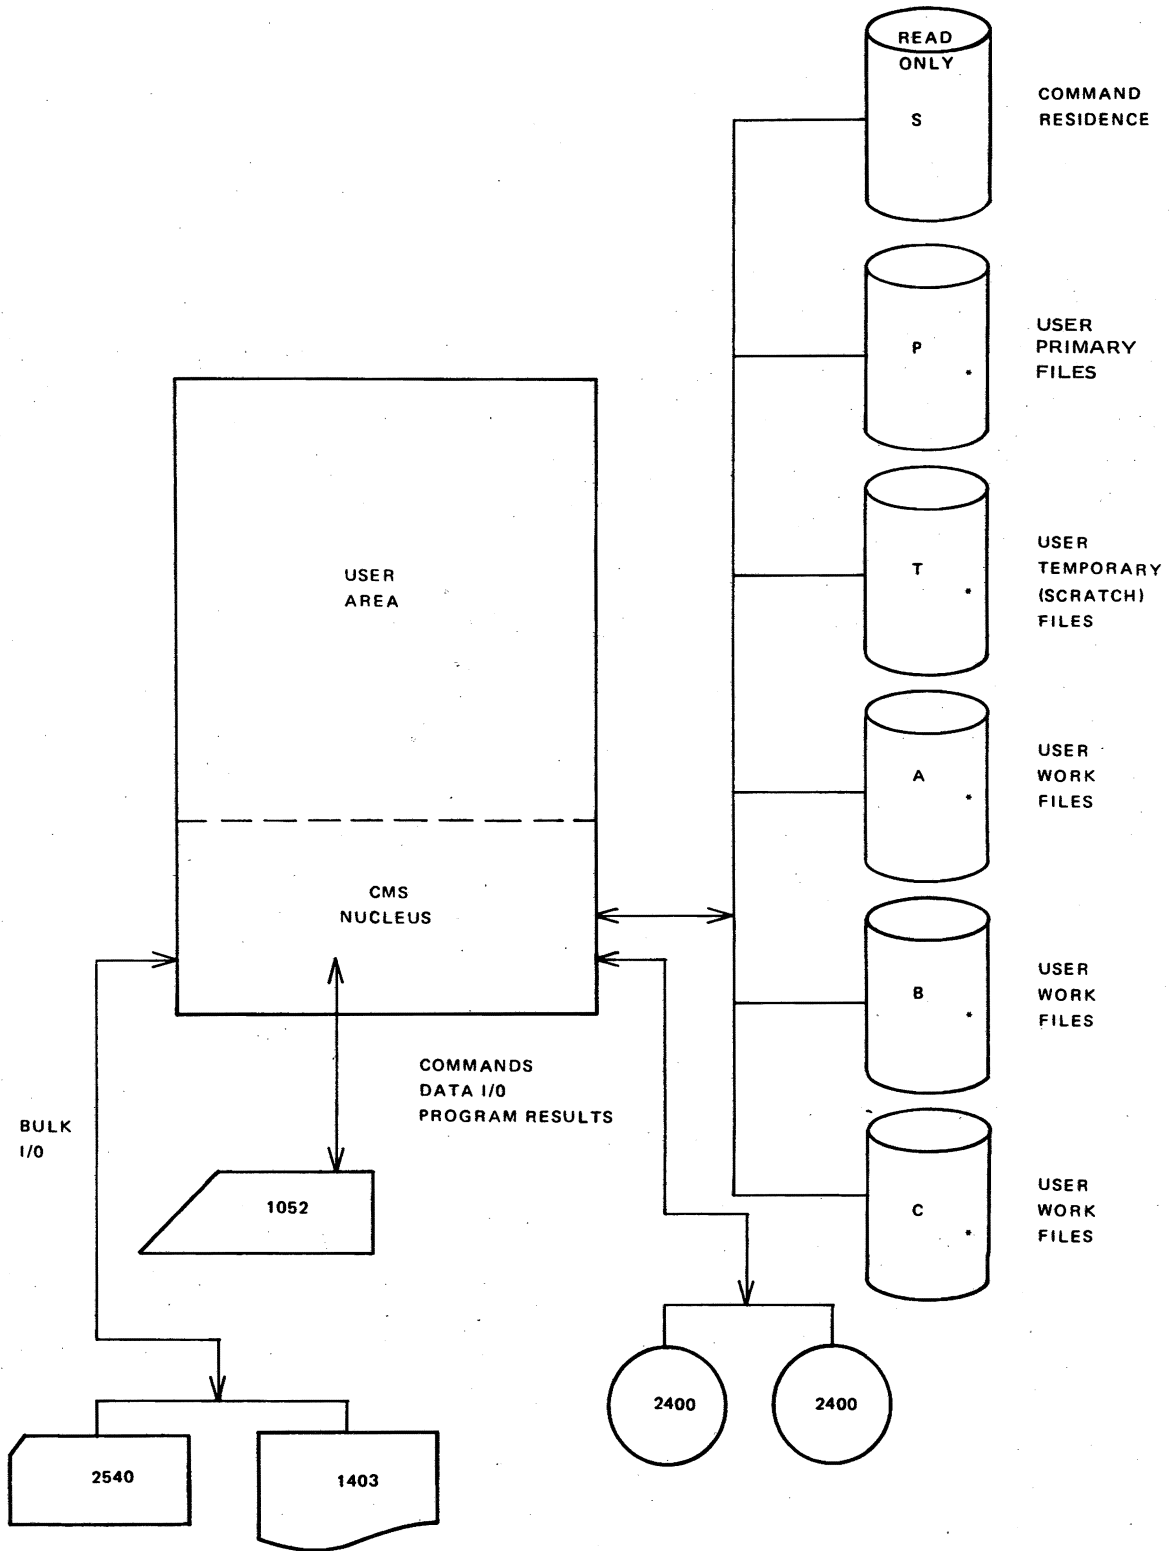 READ
ONLY
S
COMMAND
RESIDENCE
P
*
USER
PRIMARY
FILES
T
*
USER
TEMPORARY
(SCRATCH)
FILES
A
*
USER
WORK
FILES
B
*
USER
WORK
FILES
C
*
USER
WORK
FILES
USER
AREA
CMS
NUCLEUS
COMMANDS
DATA I/O
PROGRAM RESULTS
BULK
I/O
1052
2540
1403
2400
2400